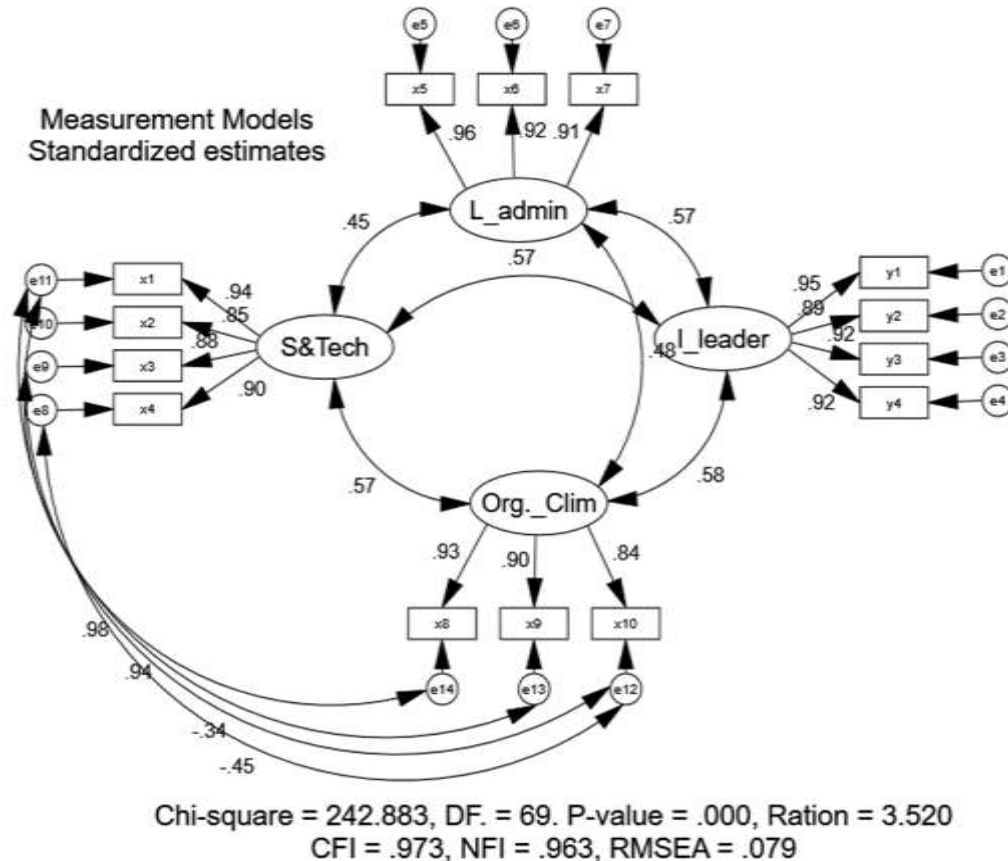 e5 e6 e7
x5 x6 x7
Measurement Models
Standardized estimates
.96 .92 .91
L_admin
.45 .57
.57
e11 x1 .94
e10 x2 .85
e9 x3 .88
e8 x4 .90
S&Tech
I_leader
.95 y1 e1
.89 y2 e2
.92 y3 e3
.92 y4 e4
.48
.57 .58
Org._Clim
.93 .90 .84
x8 x9 x10
e14 e13 e12
.98
.94
-.34
-.45
Chi-square = 242.883, DF. = 69. P-value = .000, Ration = 3.520
CFI = .973, NFI = .963, RMSEA = .079